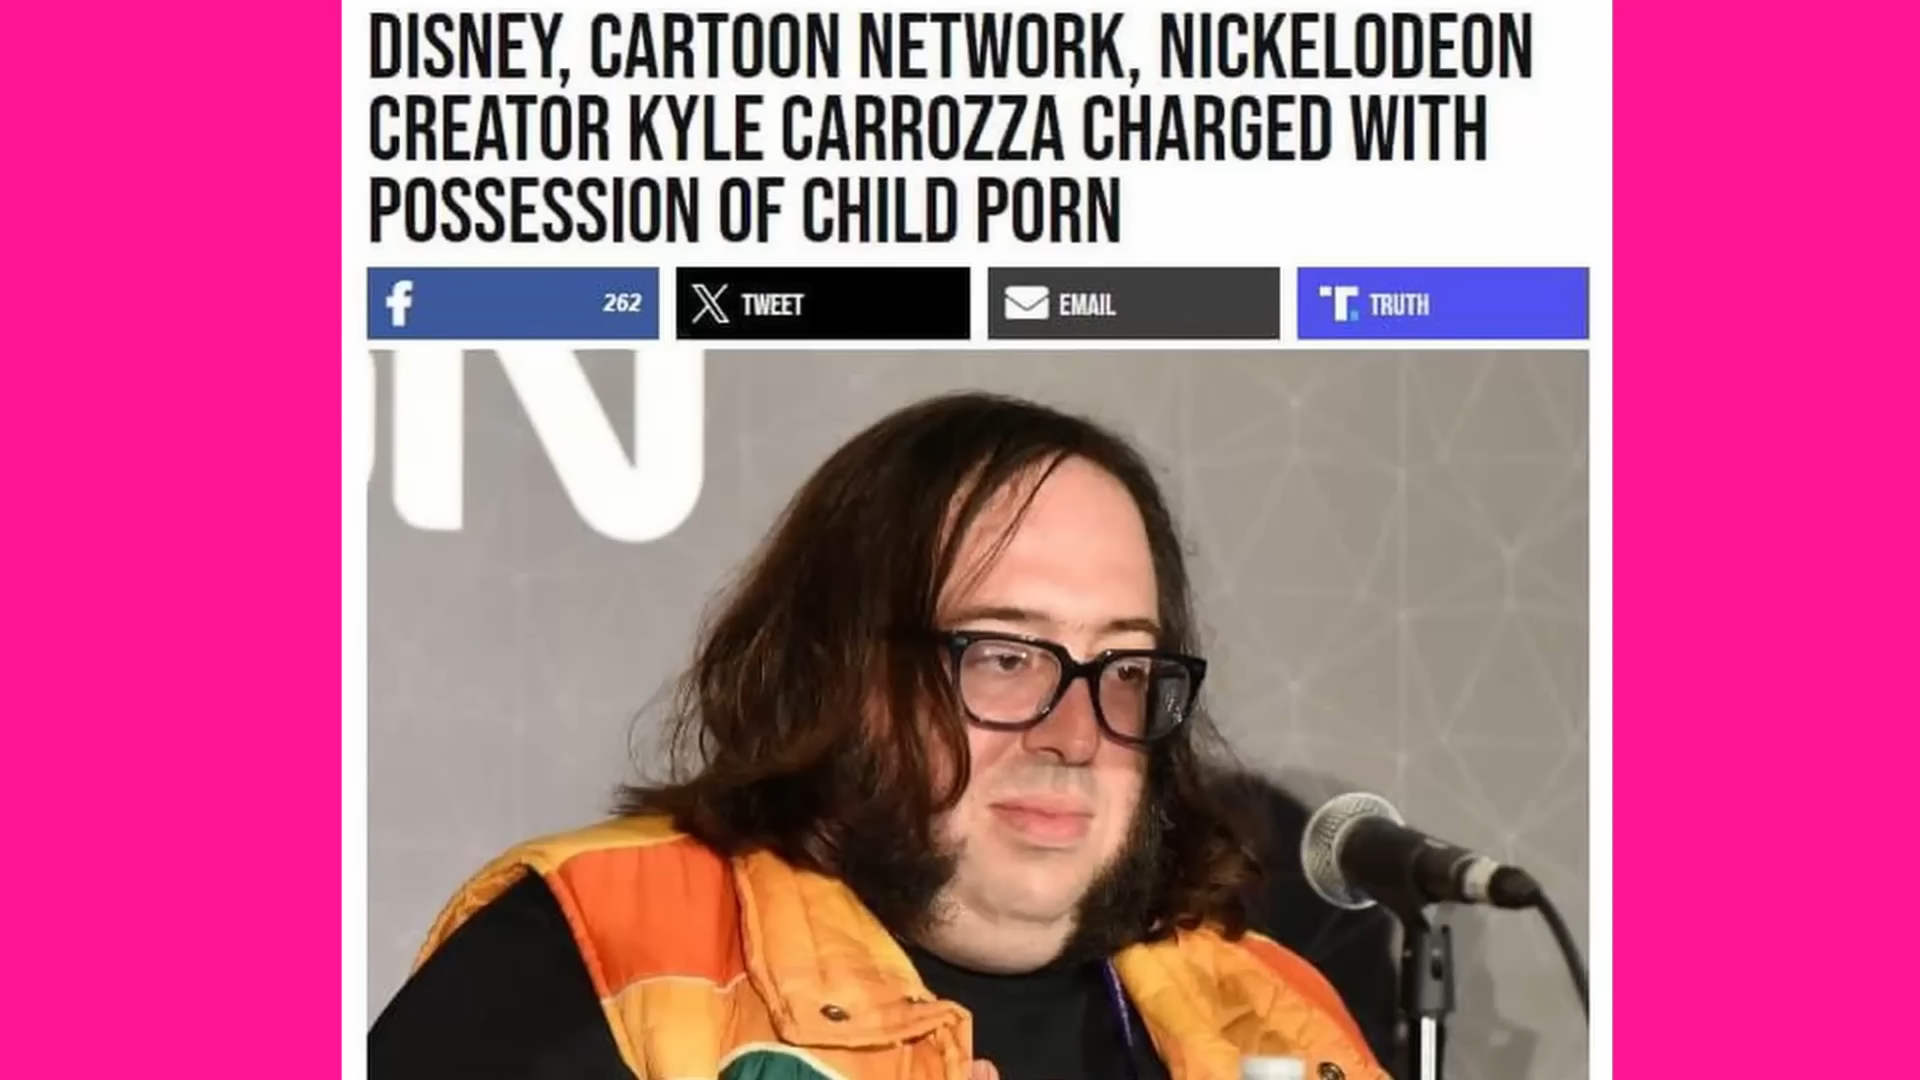 DISNEY, CARTOON NETWORK, NICKELODEON
CREATOR KYLE CARROZZA CHARGED WITH
POSSESSION OF CHILD PORN
f 262 X TWEET EMAIL T. TRUTH
N